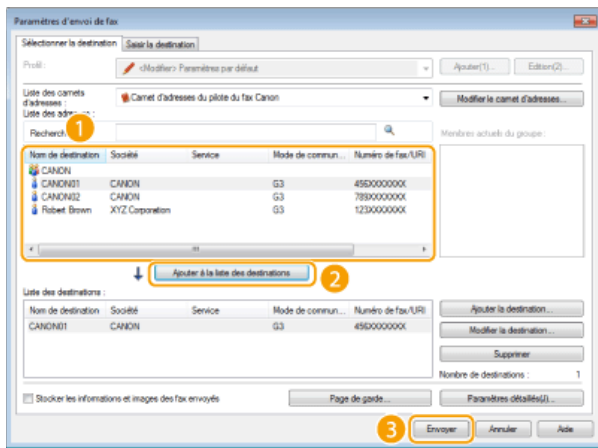 Paramètres d'envoi de fax
Sélectionner la destination Saisir la destination
Profil : <Modifier> Paramètres par défaut Ajouter(1)... Edition(2)...
Liste des carnets d'adresses : Carnet d'adresses du pilote du fax Canon Modifier le carnet d'adresses...
Liste des adresses :
1
Recherch Membres actuels du groupe :
Nom de destination Société Service Mode de commun... Numéro de fax/URI
CANON
CANON01 CANON G3 456XXXXXXX
CANON02 CANON G3 789XXXXXXX
Robert Brown XYZ Corporation G3 123XXXXXXX
Ajouter à la liste des destinations 2
Liste des destinations :
Nom de destination Société Service Mode de commun... Numéro de fax/URI Ajouter la destination...
CANON01 CANON G3 456XXXXXXX Modifier la destination...
Supprimer
Nombre de destinations : 1
Stocker les informations et images des fax envoyés Page de garde... Paramètres détaillés(J)...
3 Envoyer Annuler Aide